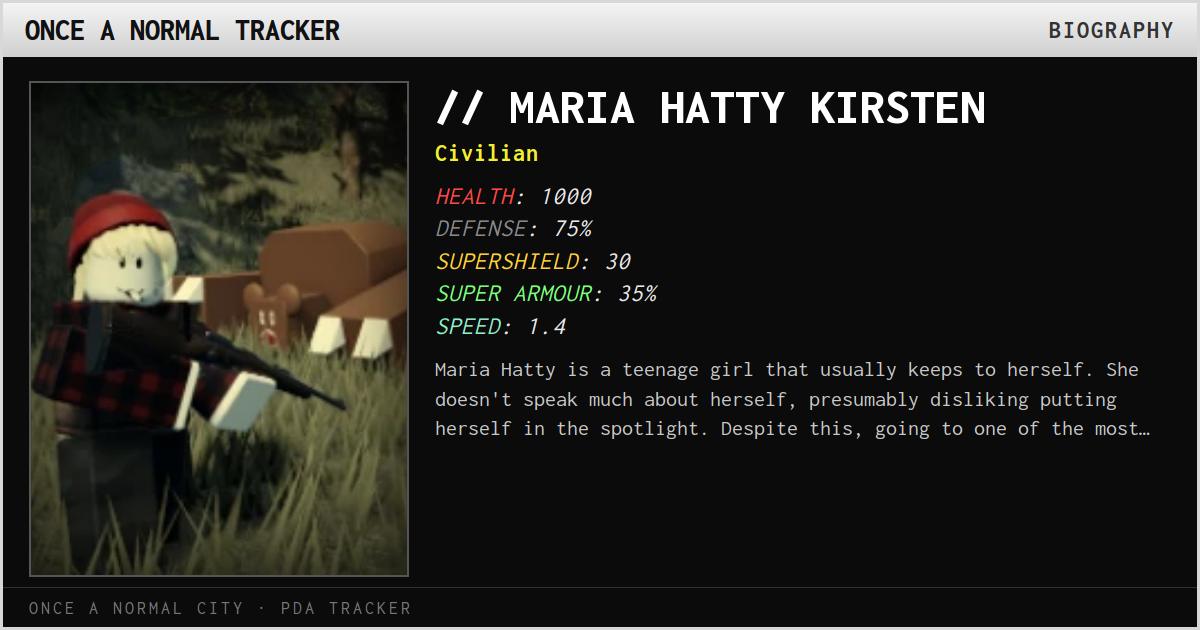 ONCE A NORMAL TRACKER
BIOGRAPHY
// MARIA HATTY KIRSTEN
Civilian
HEALTH: 1000
DEFENSE: 75%
SUPERSHIELD: 30
SUPER ARMOUR: 35%
SPEED: 1.4
Maria Hatty is a teenage girl that usually keeps to herself. She
doesn't speak much about herself, presumably disliking putting
herself in the spotlight. Despite this, going to one of the most…
ONCE A NORMAL CITY · PDA TRACKER